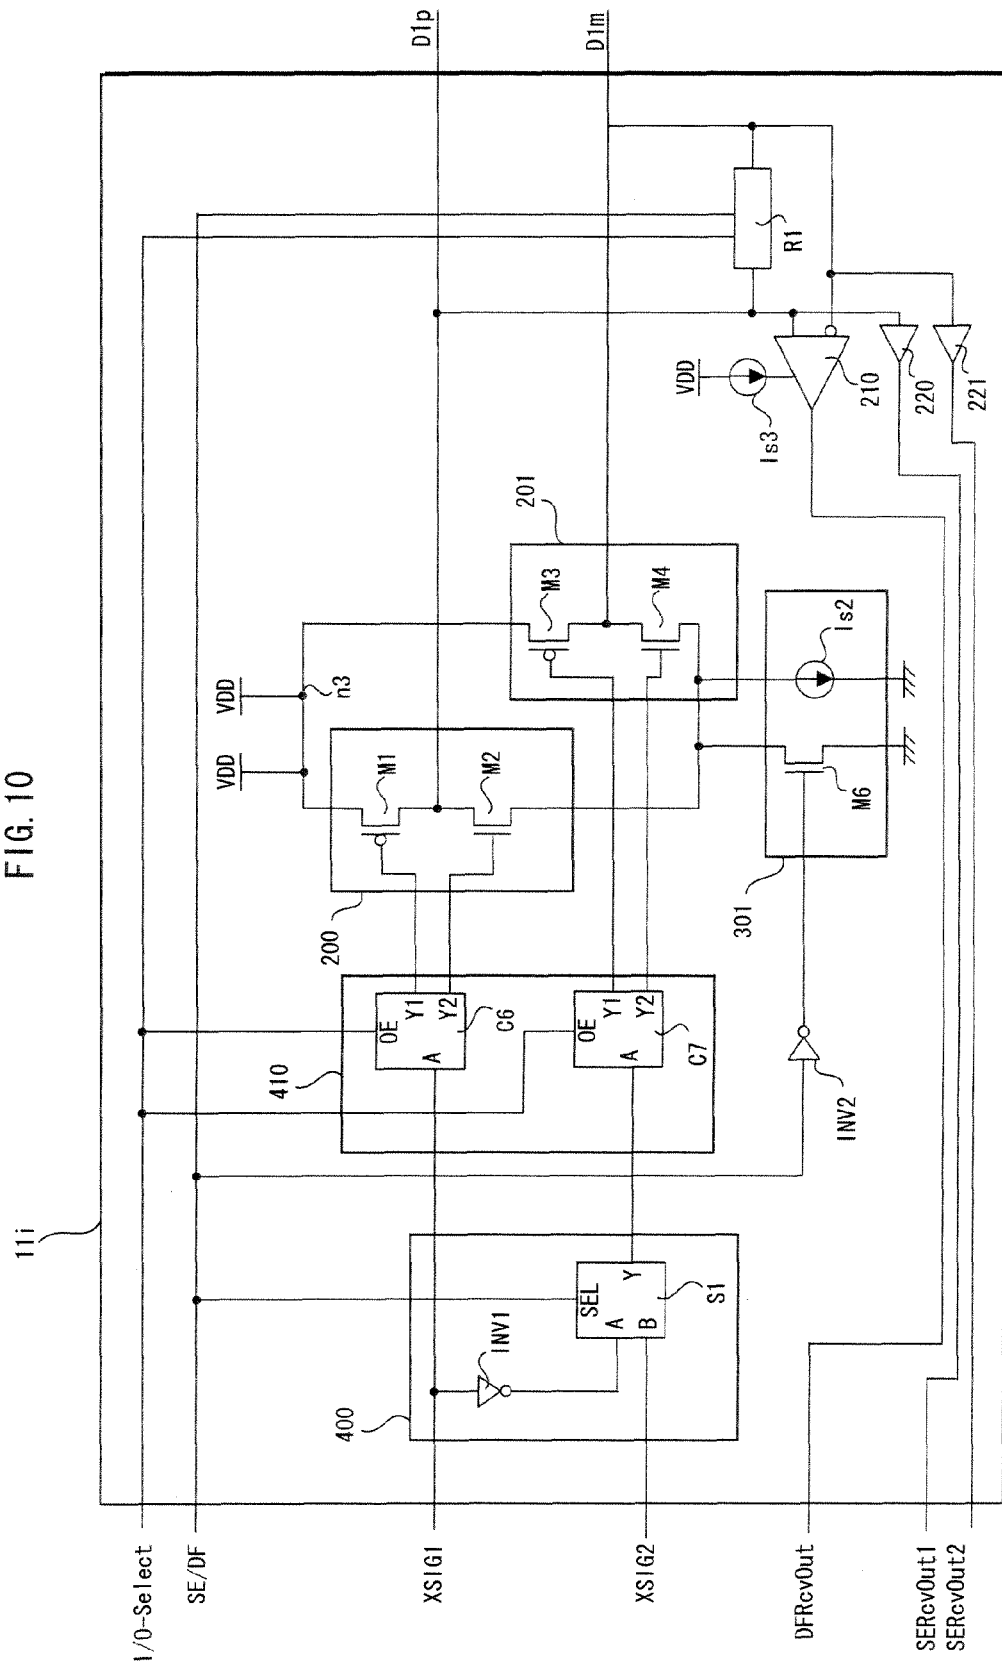 FIG. 10
11i
I/O-Select
SE/DF
XSIG1
XSIG2
DFRcvOut
SERcvOut1
SERcvOut2
400
INV1
SEL
A
B
Y
S1
410
OE
A
Y1
Y2
C6
OE
A
Y1
Y2
C7
INV2
200
VDD
VDD
n3
M1
M2
201
M3
M4
301
M6
Is2
VDD
Is3
210
220
221
R1
D1p
D1m